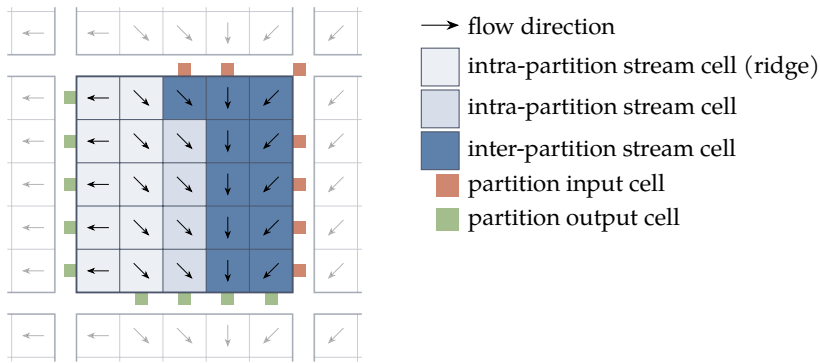 flow direction
intra-partition stream cell (ridge)
intra-partition stream cell
inter-partition stream cell
partition input cell
partition output cell